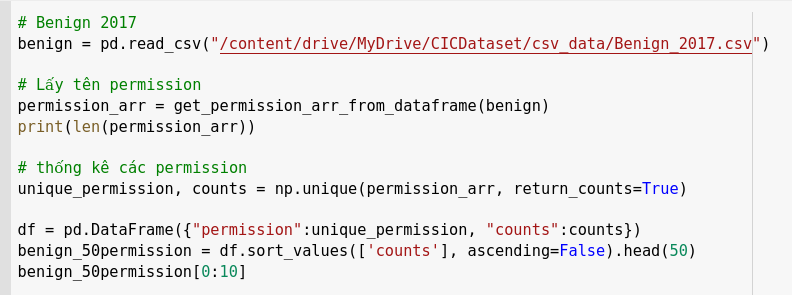 # Benign 2017
benign = pd.read_csv("/content/drive/MyDrive/CICDataset/csv_data/Benign_2017.csv")
# Lấy tên permission
permission_arr = get_permission_arr_from_dataframe(benign)
print(len(permission_arr))
# thống kê các permission
unique_permission, counts = np.unique(permission_arr, return_counts=True)
df = pd.DataFrame({"permission":unique_permission, "counts":counts})
benign_50permission = df.sort_values(['counts'], ascending=False).head(50)
benign_50permission[0:10]